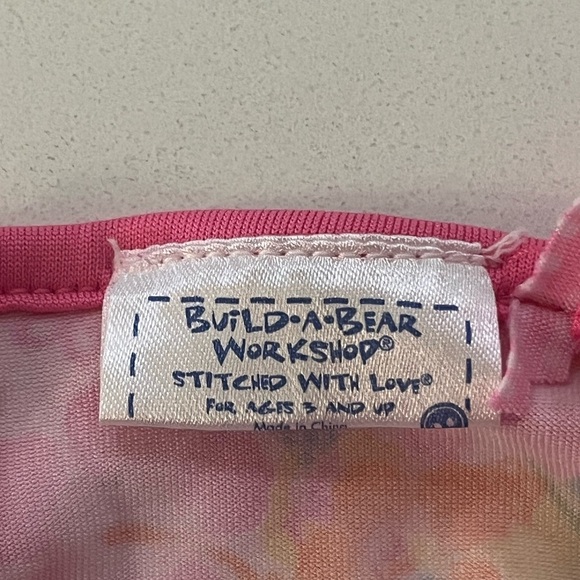 BUILD•A•BEAR
WORKSHOP®
STITCHED WITH LOVE®
FOR AGES 3 AND UP
Made in China